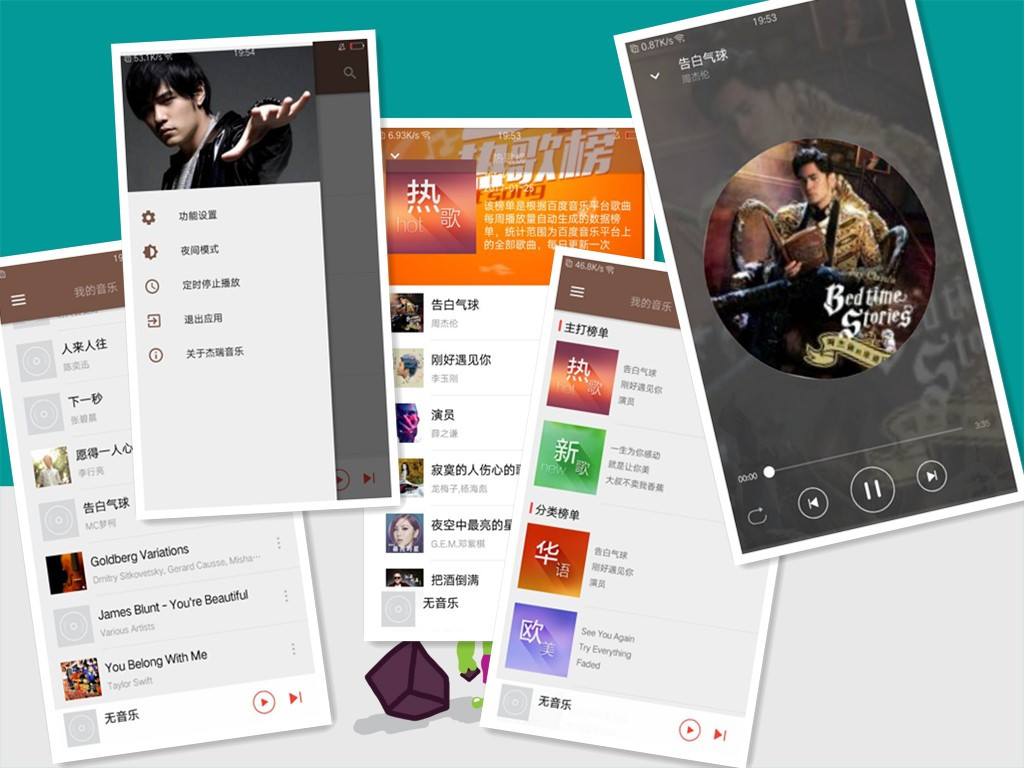 19
我的音乐
人来人往
陈奕迅
下一秒
张碧晨
愿得一人心
李行亮
告白气球
MC梦柯
Goldberg Variations
Dmitry Sitkovetsky, Gerard Causse, Misha…
James Blunt - You're Beautiful
Various Artists
You Belong With Me
Taylor Swift
无音乐
53.1K/s
19:54
功能设置
夜间模式
定时停止播放
退出应用
关于杰瑞音乐
6.93K/s
19:53
热歌榜
热
hot 歌
2017-01-25
该榜单是根据百度音乐平台歌曲
每周播放量自动生成的数据榜
单，统计范围为百度音乐平台上
的全部歌曲，每日更新一次
告白气球
周杰伦
刚好遇见你
李玉刚
演员
薛之谦
寂寞的人伤心的歌
龙梅子,杨海彪
夜空中最亮的星
G.E.M.邓紫棋
把酒倒满
无音乐
46.8K/s
我的音乐
主打榜单
热
hot 歌
告白气球
刚好遇见你
演员
新
new 歌
一生为你感动
就是让你美
大叔不卖我香蕉
分类榜单
华
语
告白气球
刚好遇见你
演员
欧
美
See You Again
Try Everything
Faded
无音乐
0.87K/s
19:53
告白气球
周杰伦
Bedtime
Stories
00:00
3:35